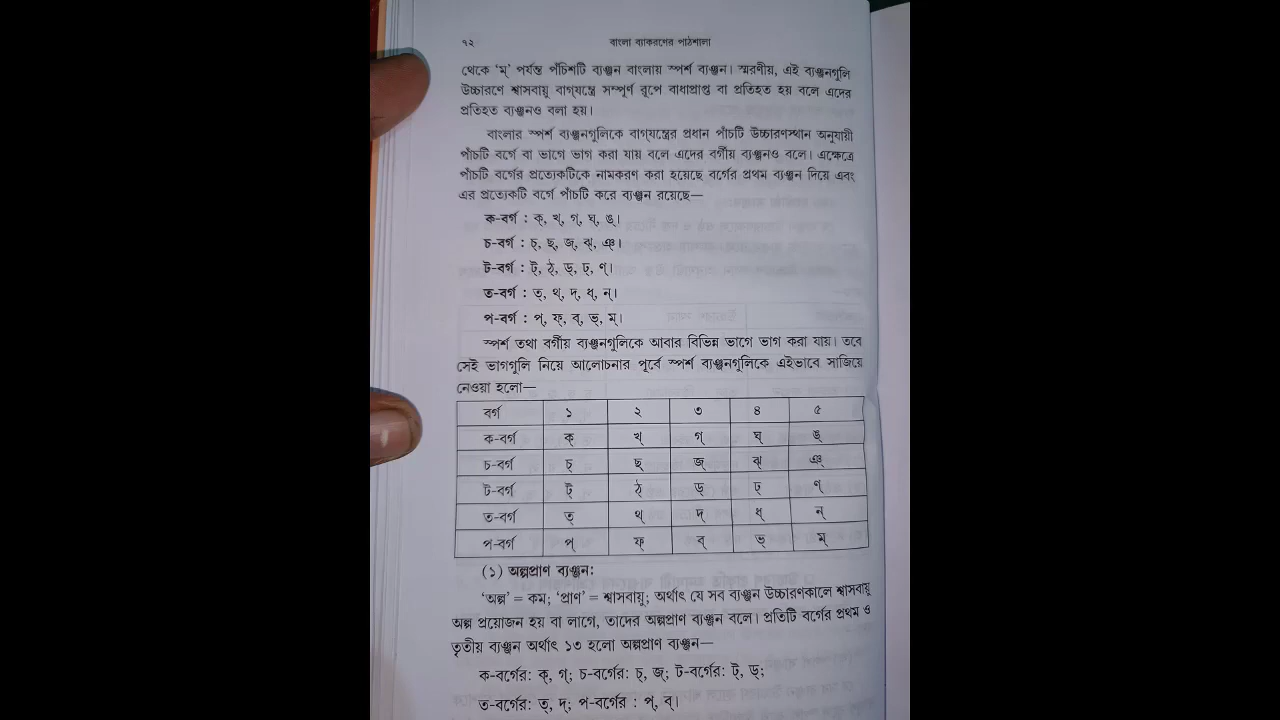 ৭২ বাংলা ব্যাকরণের পাঠশালা
থেকে ‘ম্’ পর্যন্ত পঁচিশটি ব্যঞ্জন বাংলায় স্পর্শ ব্যঞ্জন। স্মরণীয়, এই ব্যঞ্জনগুলি
উচ্চারণে শ্বাসবায়ু বাগ্‌যন্ত্রে সম্পূর্ণ রূপে বাধাপ্রাপ্ত বা প্রতিহত হয় বলে এদের
প্রতিহত ব্যঞ্জনও বলা হয়।
বাংলার স্পর্শ ব্যঞ্জনগুলিকে বাগ্‌যন্ত্রের প্রধান পাঁচটি উচ্চারণস্থান অনুযায়ী
পাঁচটি বর্গে বা ভাগে ভাগ করা যায় বলে এদের বর্গীয় ব্যঞ্জনও বলে। এক্ষেত্রে
পাঁচটি বর্গের প্রত্যেকটিকে নামকরণ করা হয়েছে বর্গের প্রথম ব্যঞ্জন দিয়ে এবং
এর প্রত্যেকটি বর্গে পাঁচটি করে ব্যঞ্জন রয়েছে—
ক-বর্গ : ক্, খ্, গ্, ঘ্, ঙ্।
চ-বর্গ : চ্, ছ্, জ্, ঝ্, ঞ্।
ট-বর্গ : ট্, ঠ্, ড্, ঢ্, ণ্।
ত-বর্গ : ত্, থ্, দ্, ধ্, ন্।
প-বর্গ : প্, ফ্, ব্, ভ্, ম্।
স্পর্শ তথা বর্গীয় ব্যঞ্জনগুলিকে আবার বিভিন্ন ভাগে ভাগ করা যায়। তবে
সেই ভাগগুলি নিয়ে আলোচনার পূর্বে স্পর্শ ব্যঞ্জনগুলিকে এইভাবে সাজিয়ে
নেওয়া হলো—
বর্গ ১ ২ ৩ ৪ ৫
ক-বর্গ ক্ খ্ গ্ ঘ্ ঙ্
চ-বর্গ চ্ ছ্ জ্ ঝ্ ঞ্
ট-বর্গ ট্ ঠ্ ড্ ঢ্ ণ্
ত-বর্গ ত্ থ্ দ্ ধ্ ন্
প-বর্গ প্ ফ্ ব্ ভ্ ম্
(১) অল্পপ্রাণ ব্যঞ্জন:
‘অল্প’ = কম; ‘প্রাণ’ = শ্বাসবায়ু; অর্থাৎ যে সব ব্যঞ্জন উচ্চারণকালে শ্বাসবায়ু
অল্প প্রয়োজন হয় বা লাগে, তাদের অল্পপ্রাণ ব্যঞ্জন বলে। প্রতিটি বর্গের প্রথম ও
তৃতীয় ব্যঞ্জন অর্থাৎ ১৩ হলো অল্পপ্রাণ ব্যঞ্জন—
ক-বর্গের: ক্, গ্; চ-বর্গের: চ্, জ্; ট-বর্গের: ট্, ড্;
ত-বর্গের: ত্, দ্; প-বর্গের : প্, ব্।